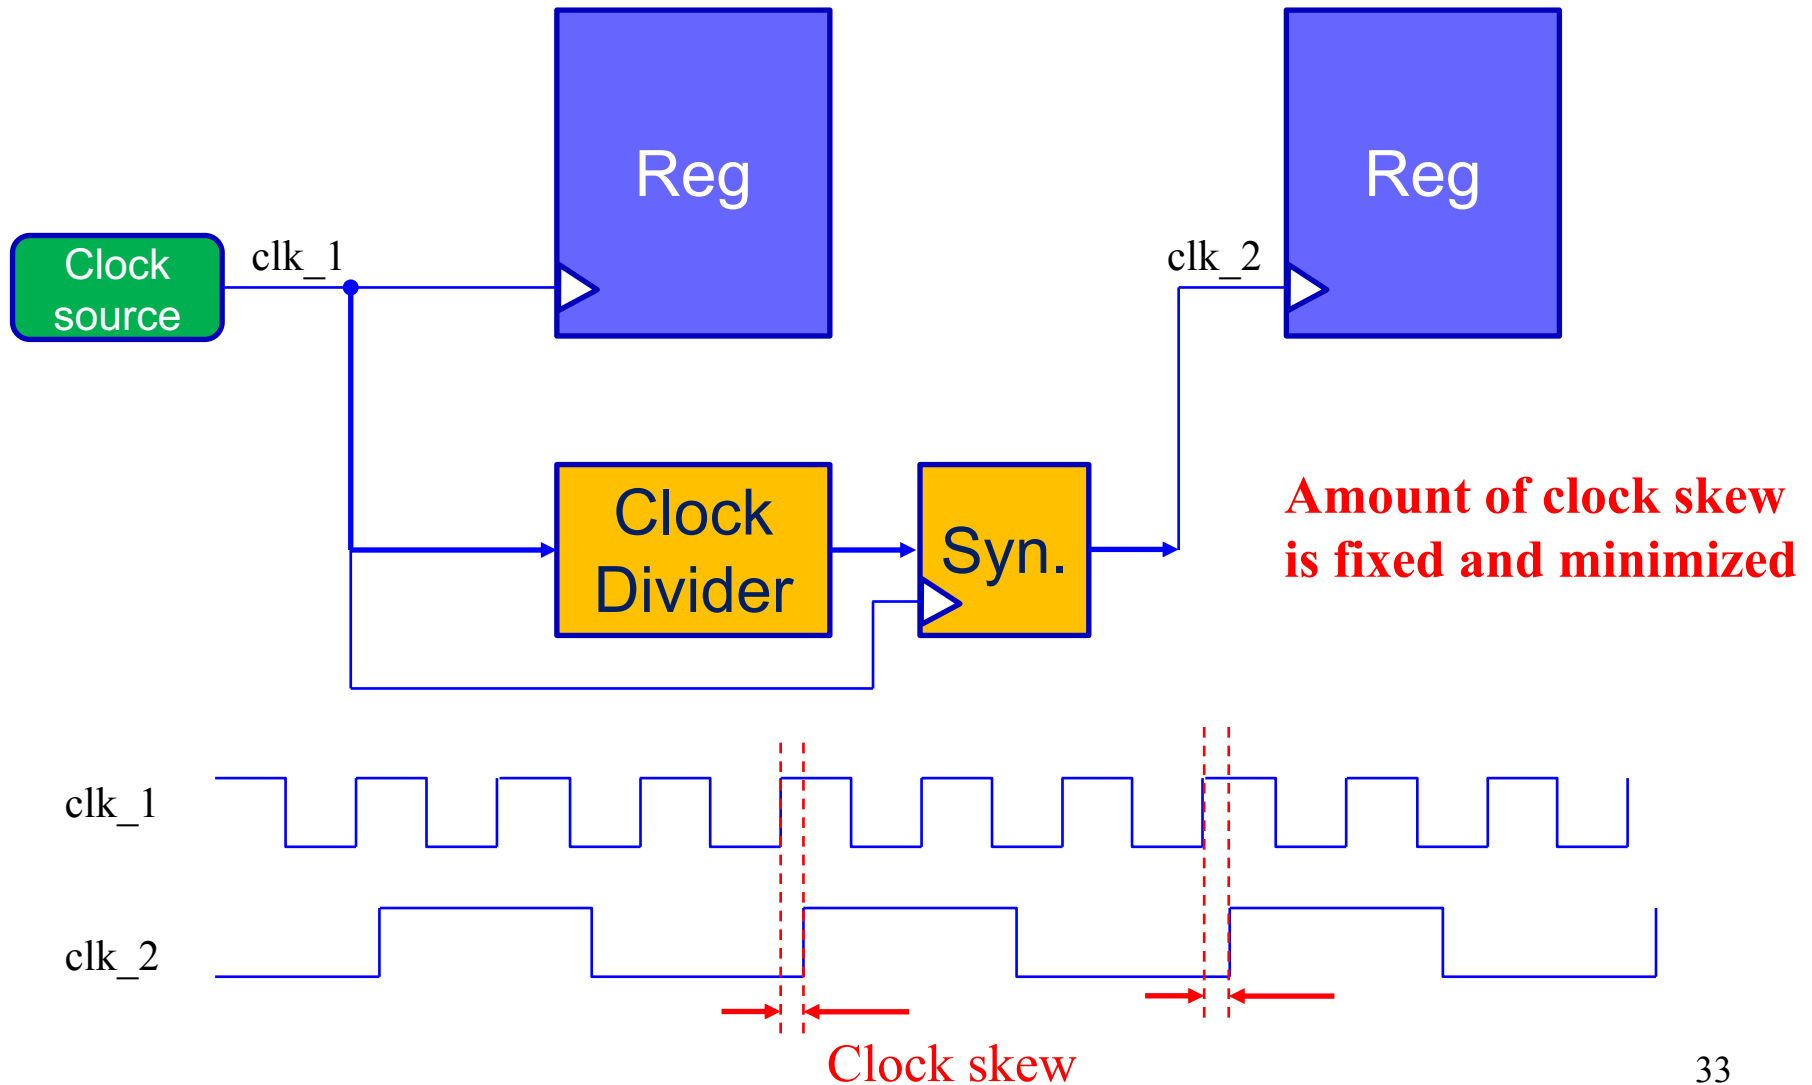 Reg
Reg
Clock
source
clk_1
clk_2
Clock
Divider
Syn.
Amount of clock skew
is fixed and minimized
clk_1
clk_2
Clock skew
33